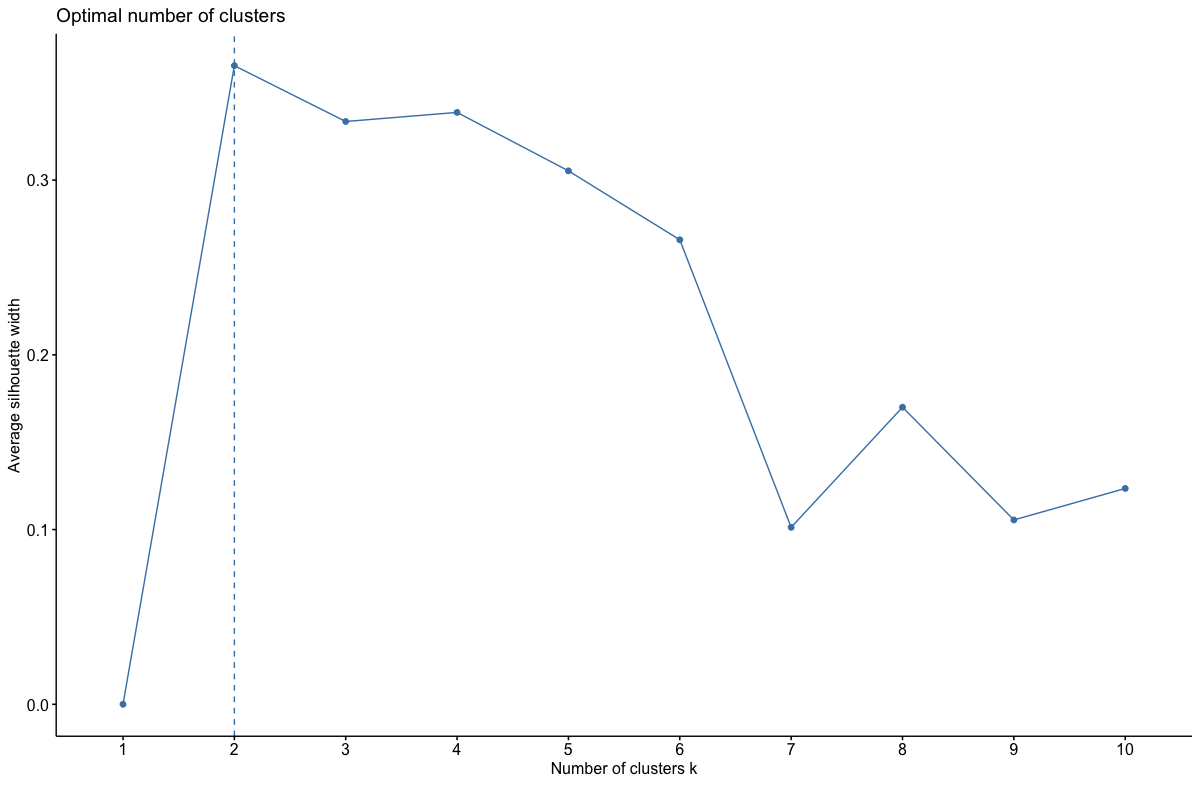 Optimal number of clusters
Average silhouette width
0.3
0.2
0.1
0.0
1 2 3 4 5 6 7 8 9 10
Number of clusters k